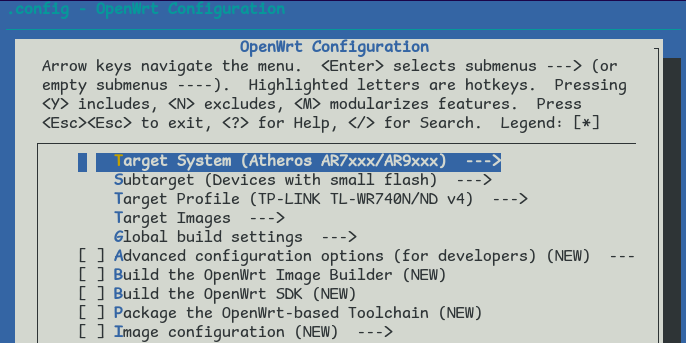 .config - OpenWrt Configuration
OpenWrt Configuration
Arrow keys navigate the menu.  <Enter> selects submenus ---> (or
empty submenus ----).  Highlighted letters are hotkeys.  Pressing
<Y> includes, <N> excludes, <M> modularizes features.  Press
<Esc><Esc> to exit, <?> for Help, </> for Search.  Legend: [*]
Target System (Atheros AR7xxx/AR9xxx)  --->
Subtarget (Devices with small flash)  --->
Target Profile (TP-LINK TL-WR740N/ND v4)  --->
Target Images  --->
Global build settings  --->
[ ] Advanced configuration options (for developers) (NEW)  ---
[ ] Build the OpenWrt Image Builder (NEW)
[ ] Build the OpenWrt SDK (NEW)
[ ] Package the OpenWrt-based Toolchain (NEW)
[ ] Image configuration (NEW)  --->